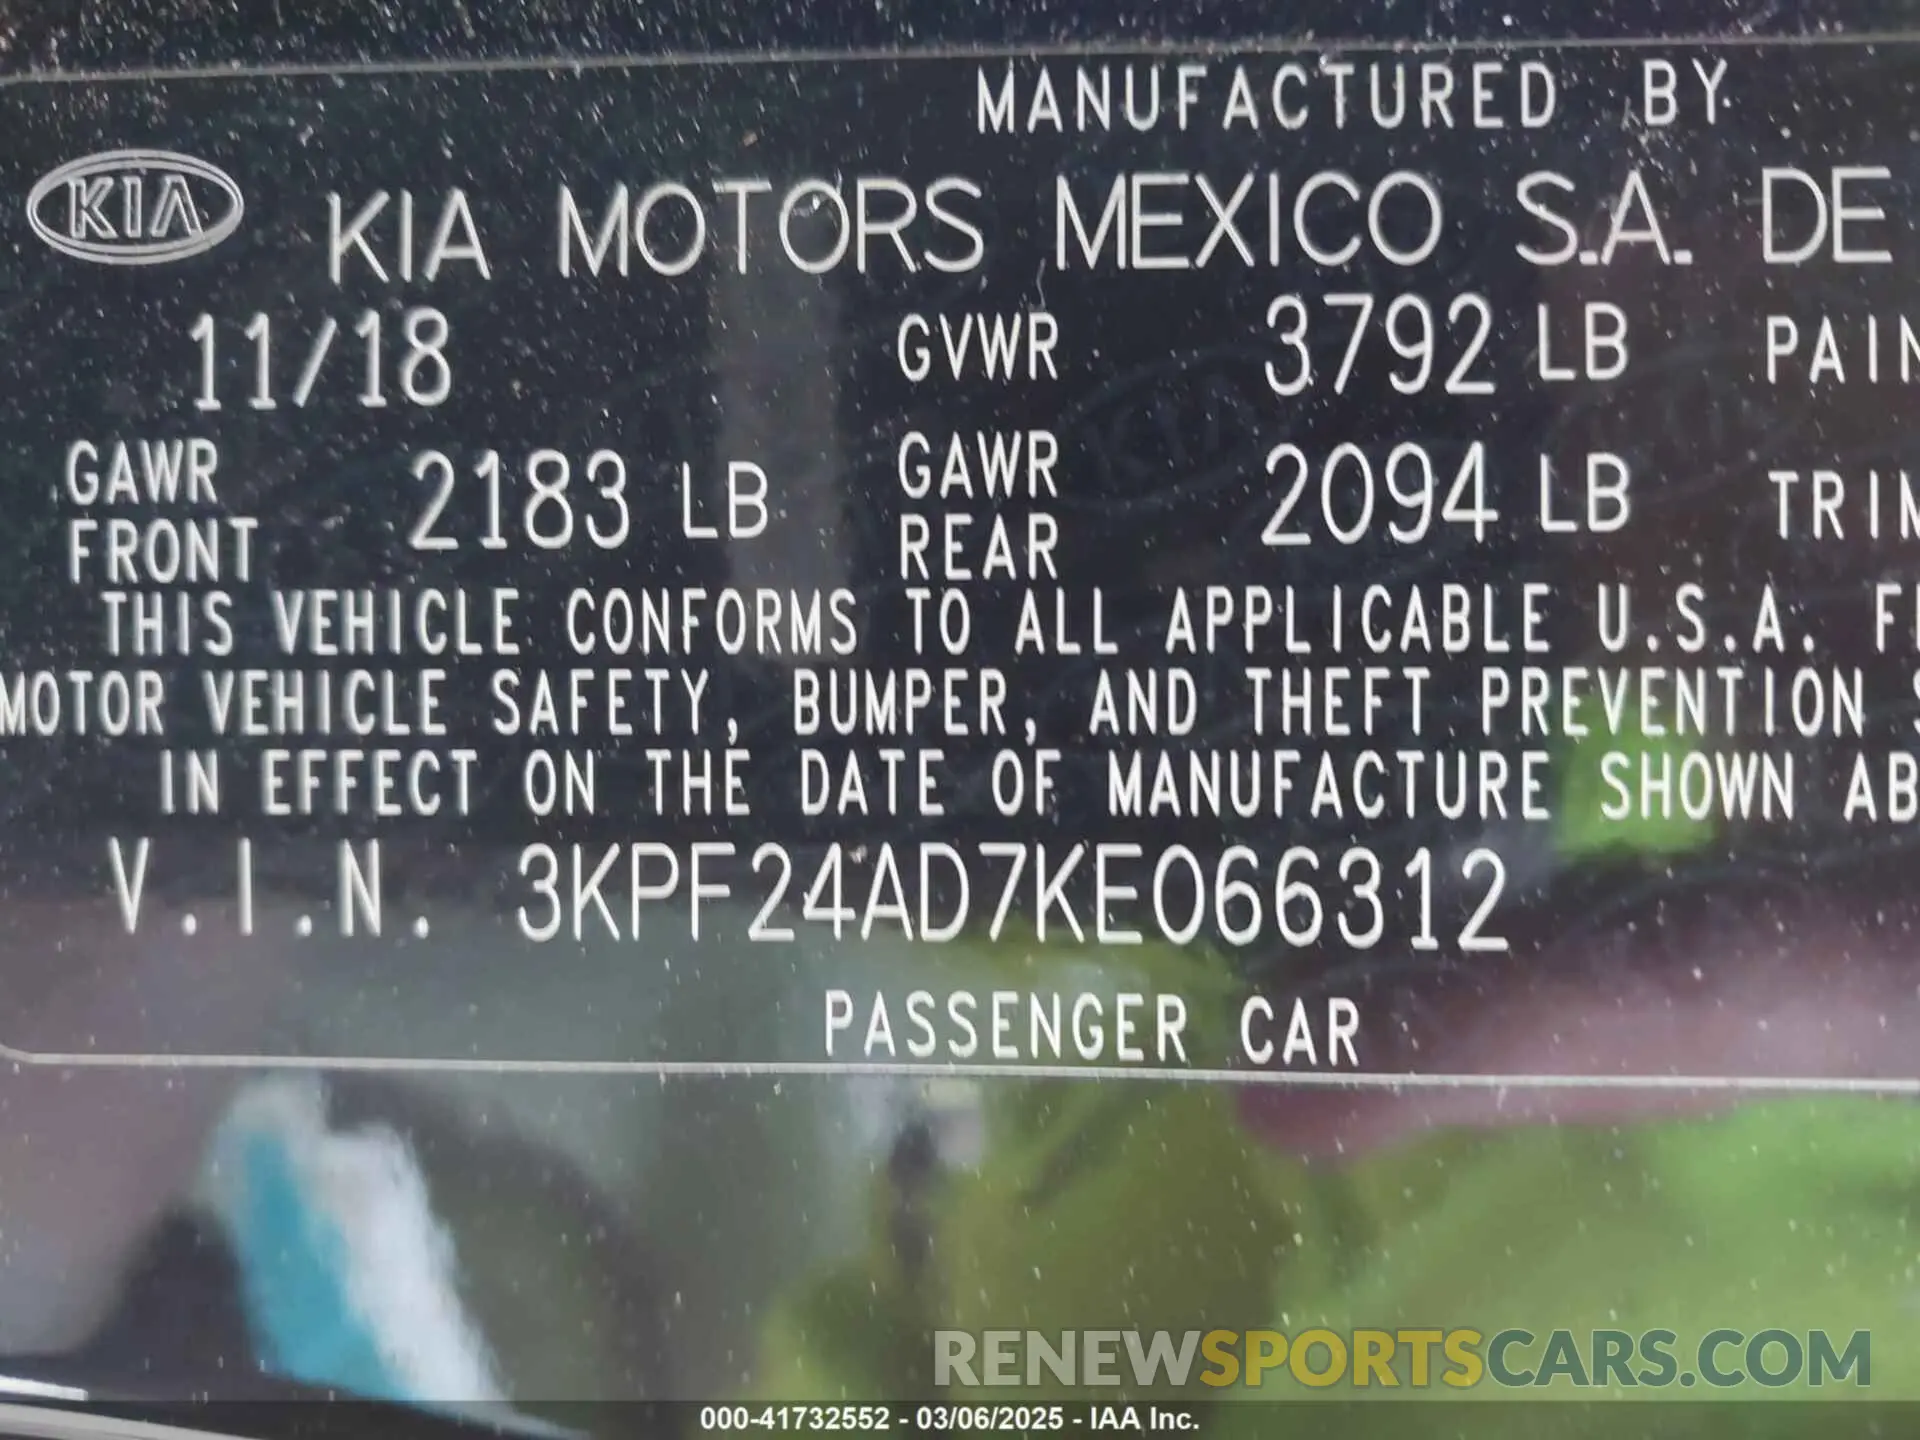 MANUFACTURED BY
KIA KIA MOTORS MEXICO S.A. DE
11/18 GVWR 3792 LB
GAWR FRONT 2183 LB GAWR REAR 2094 LB
THIS VEHICLE CONFORMS TO ALL APPLICABLE U.S.A.
MOTOR VEHICLE SAFETY, BUMPER, AND THEFT PREVENTION
IN EFFECT ON THE DATE OF MANUFACTURE SHOWN
V.I.N. 3KPF24AD7KE066312
PASSENGER CAR
RENEWSPORTSCARS.COM
000-41732552 - 03/06/2025 - IAA Inc.